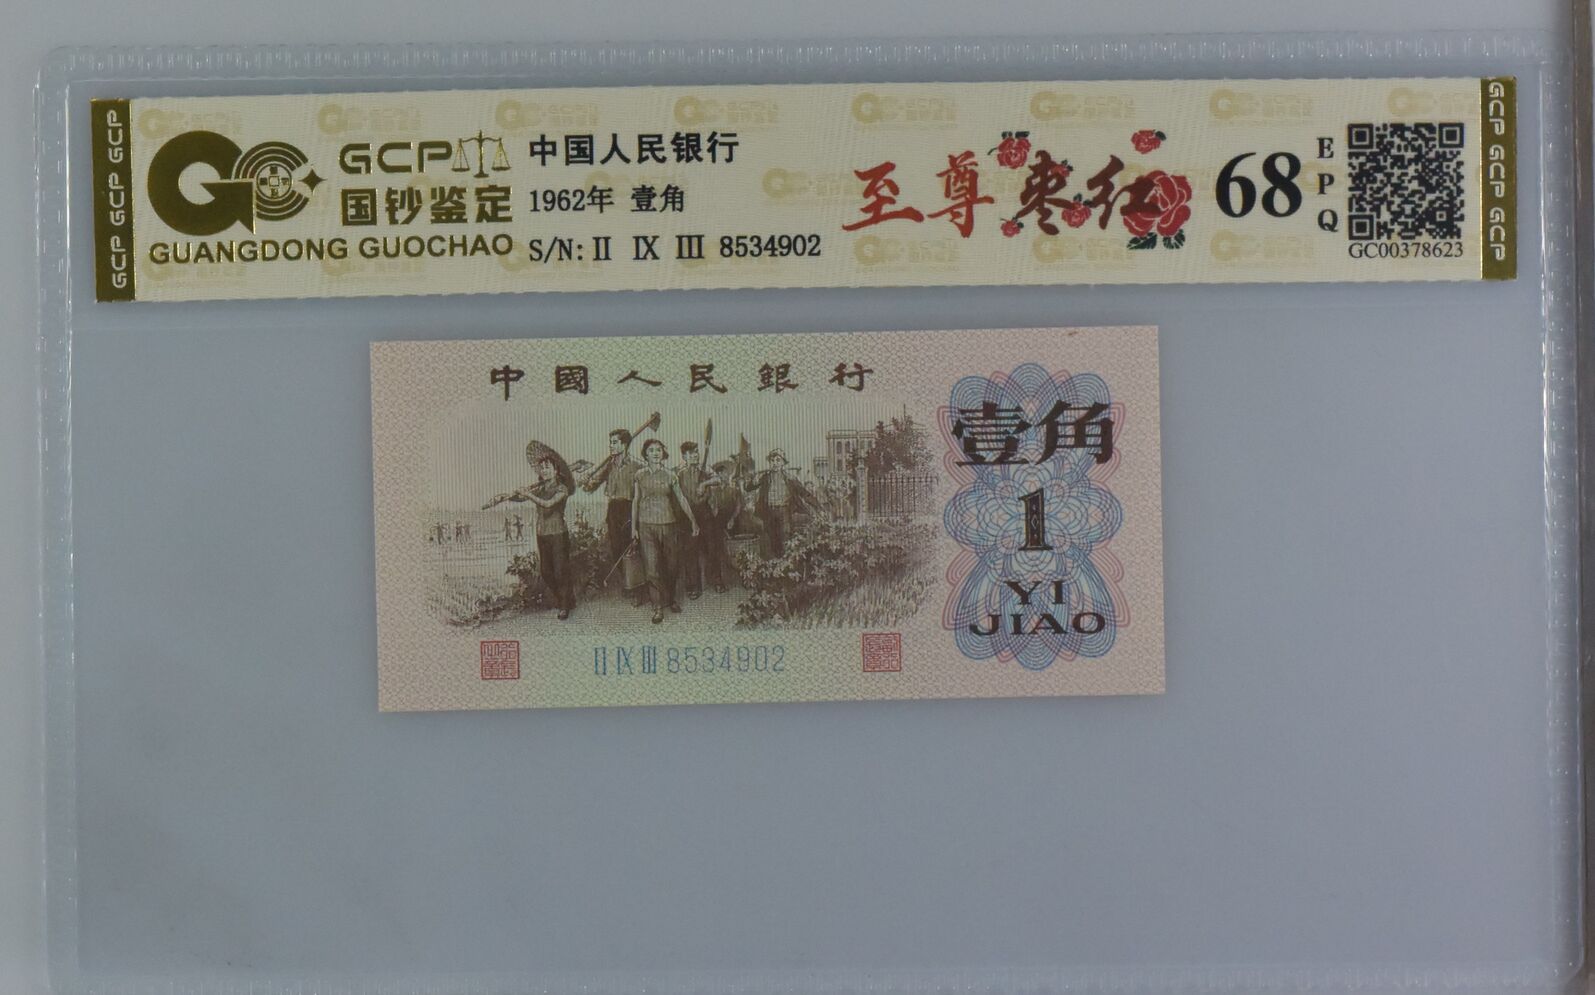 GCP GCP GCP
GCP
国钞鉴定
GUANGDONG GUOCHAO
中国人民银行
1962年 壹角
S/N: II IX III 8534902
至尊枣红
68
EPQ
GC00378623
GCP GCP GCP
中國人民銀行
壹角
1
YI
JIAO
II IX III 8534902